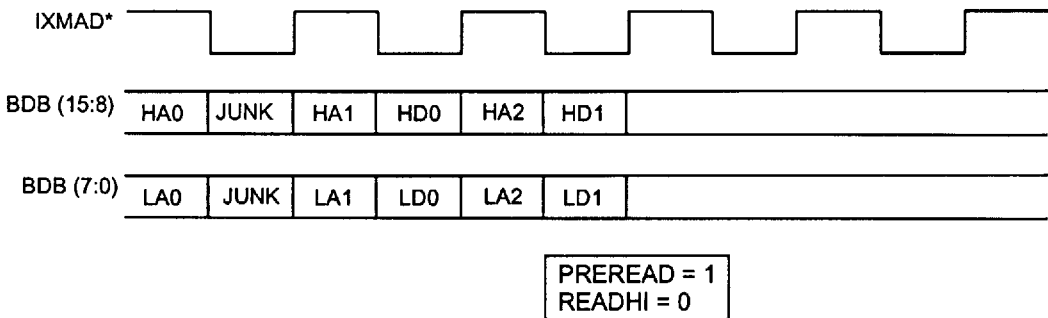 IXMAD*
BDB (15:8) HA0 JUNK HA1 HD0 HA2 HD1
BDB (7:0) LA0 JUNK LA1 LD0 LA2 LD1
PREREAD = 1
READHI = 0